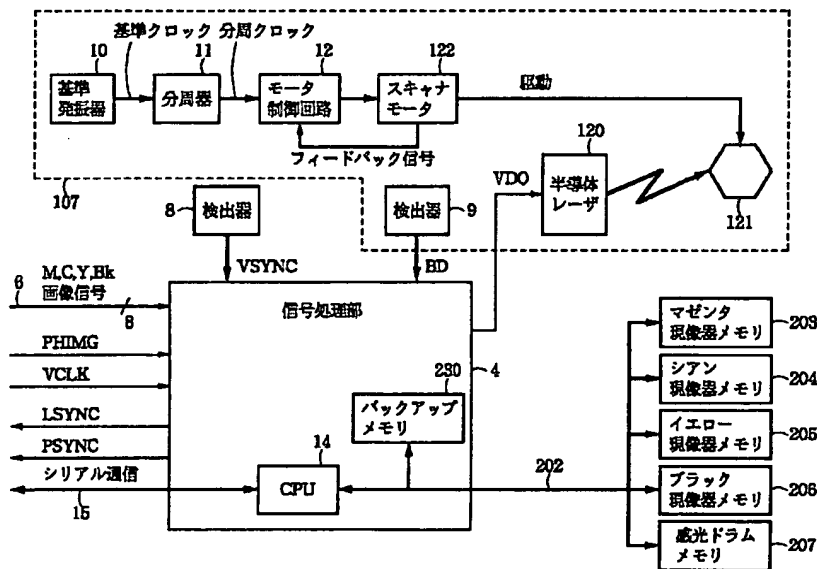 基準クロック 分周クロック
10
11
12
122
基準
発振器
分周器
モータ
制御回路
スキャナ
モータ
駆動
フィードバック信号
120
VDO
半導体
レーザ
121
107
8
検出器
検出器
9
VSYNC
BD
6
M,C,Y,Bk
画像信号
8
信号処理部
4
PHIMG
VCLK
LSYNC
PSYNC
シリアル通信
15
14
CPU
230
バックアップ
メモリ
202
マゼンタ
現像器メモリ
203
シアン
現像器メモリ
204
イエロー
現像器メモリ
205
ブラック
現像器メモリ
206
感光ドラム
メモリ
207